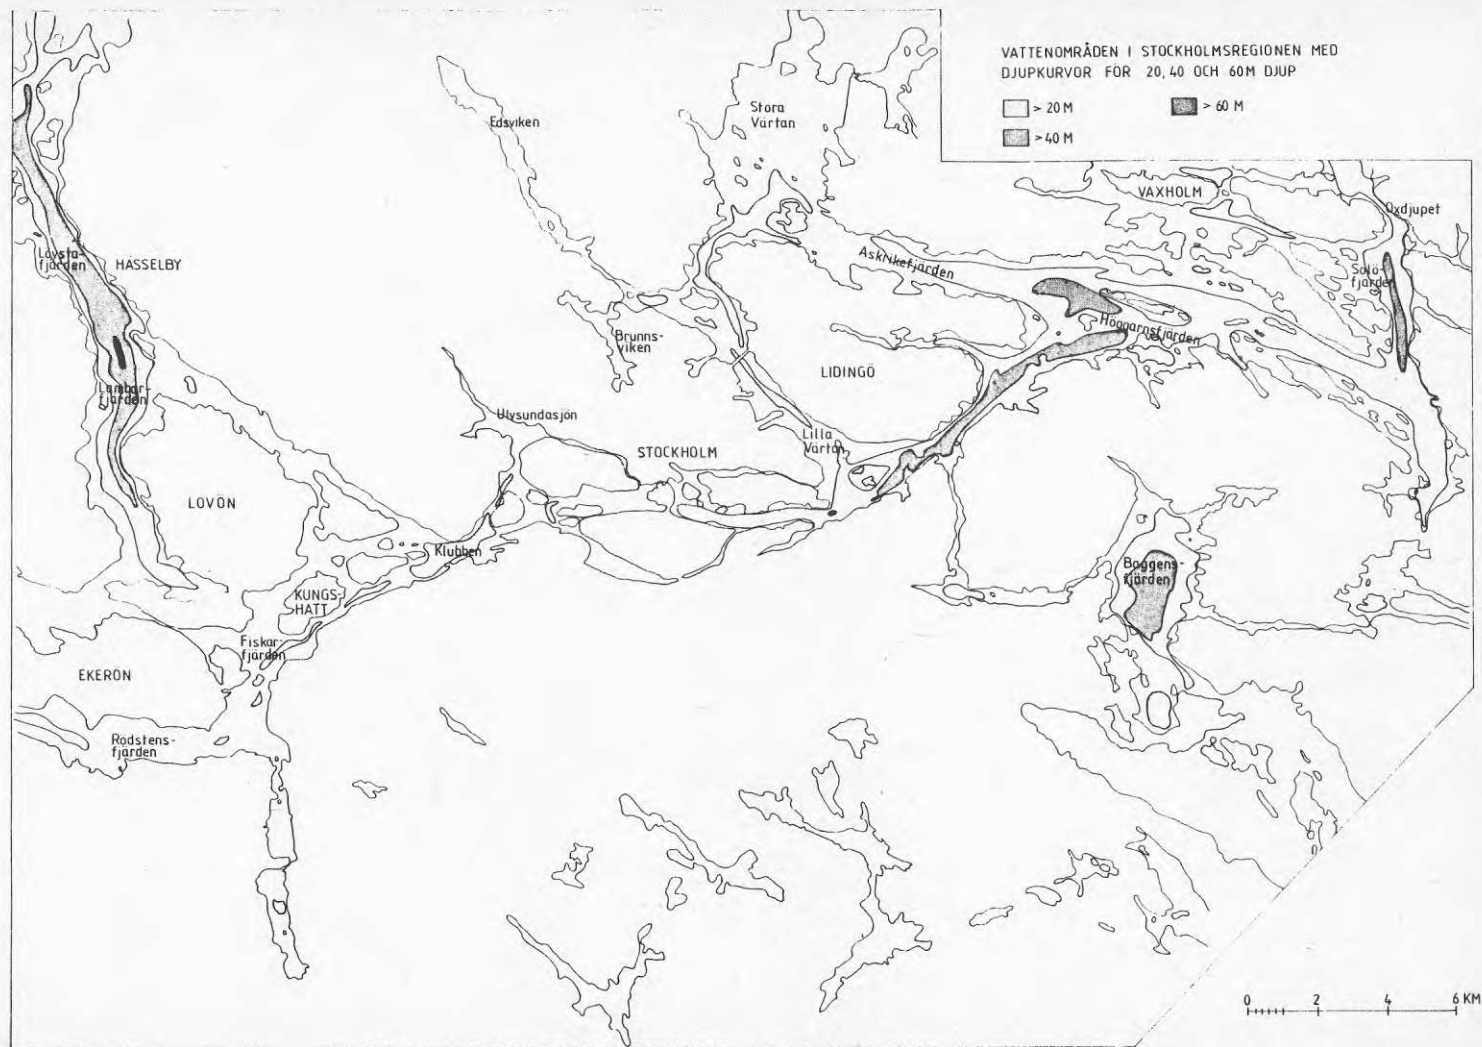 VATTENOMRÅDEN I STOCKHOLMSREGIONEN MED
DJUPKURVOR FÖR 20, 40 OCH 60M DJUP
> 20 M
> 60 M
> 40 M
Edsviken
Stora
Värtan
VAXHOLM
Oxdjupet
Lövsta-
fjärden
HÄSSELBY
Askrikefjärden
Solö-
fjärden
Höggarnsfjärden
Brunns-
viken
LIDINGÖ
Lambar-
fjärden
Ulvsundasjön
Lilla
Värtan
STOCKHOLM
LOVÖN
Klubben
Baggens-
fjärden
KUNGS-
HATT
Fiskar-
fjärden
EKERÖN
Rödstens-
fjärden
0 2 4 6 KM